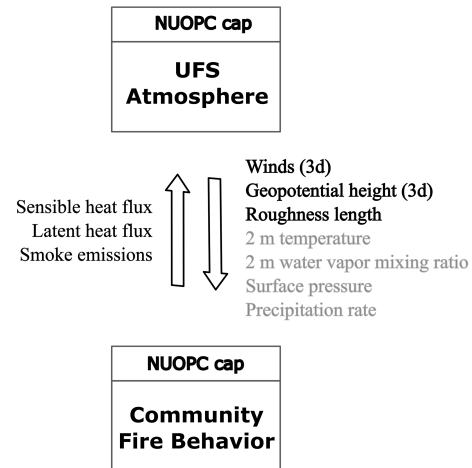 NUOPC cap
UFS
Atmosphere
Sensible heat flux
Latent heat flux
Smoke emissions
Winds (3d)
Geopotential height (3d)
Roughness length
2 m temperature
2 m water vapor mixing ratio
Surface pressure
Precipitation rate
NUOPC cap
Community
Fire Behavior